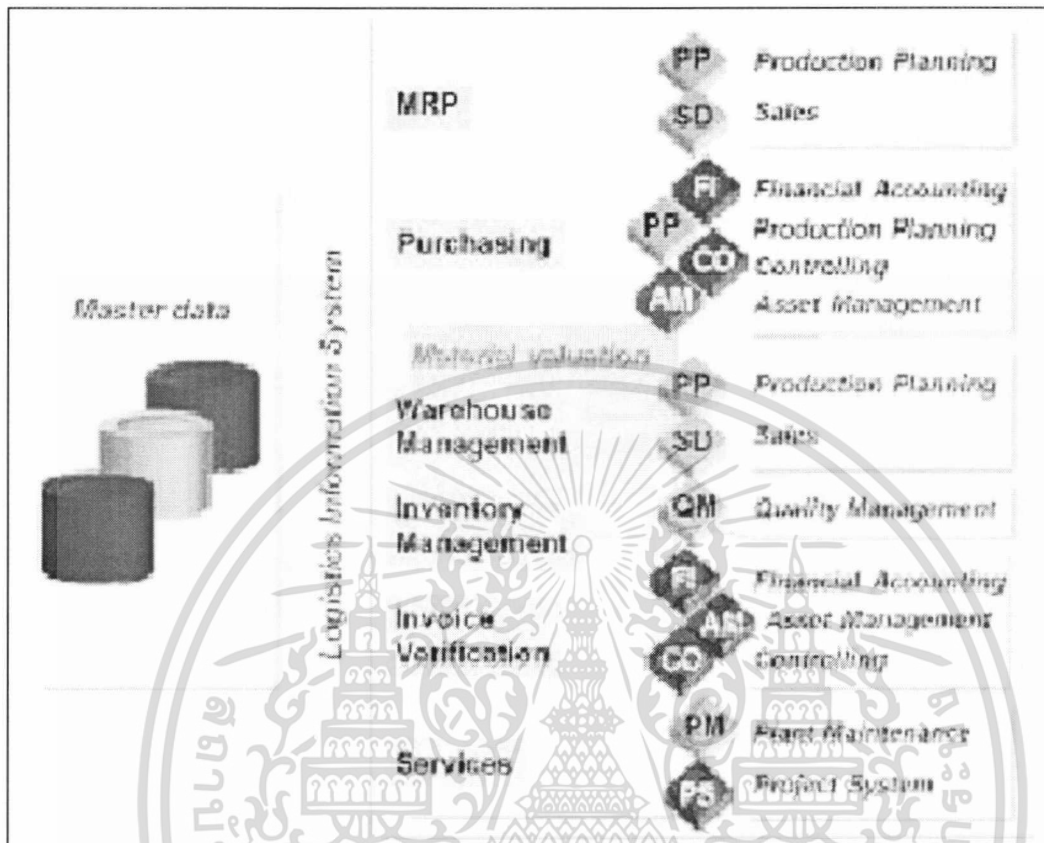 Master data
Logistics Information System
MRP
PP
Production Planning
SD
Sales
Purchasing
FI
Financial Accounting
PP
Production Planning
CO
Controlling
AM
Asset Management
Material valuation
Warehouse
Management
PP
Production Planning
SD
Sales
Inventory
Management
QM
Quality Management
Invoice
Verification
FI
Financial Accounting
AM
Asset Management
CO
Controlling
Services
PM
Plant Maintenance
PS
Project System